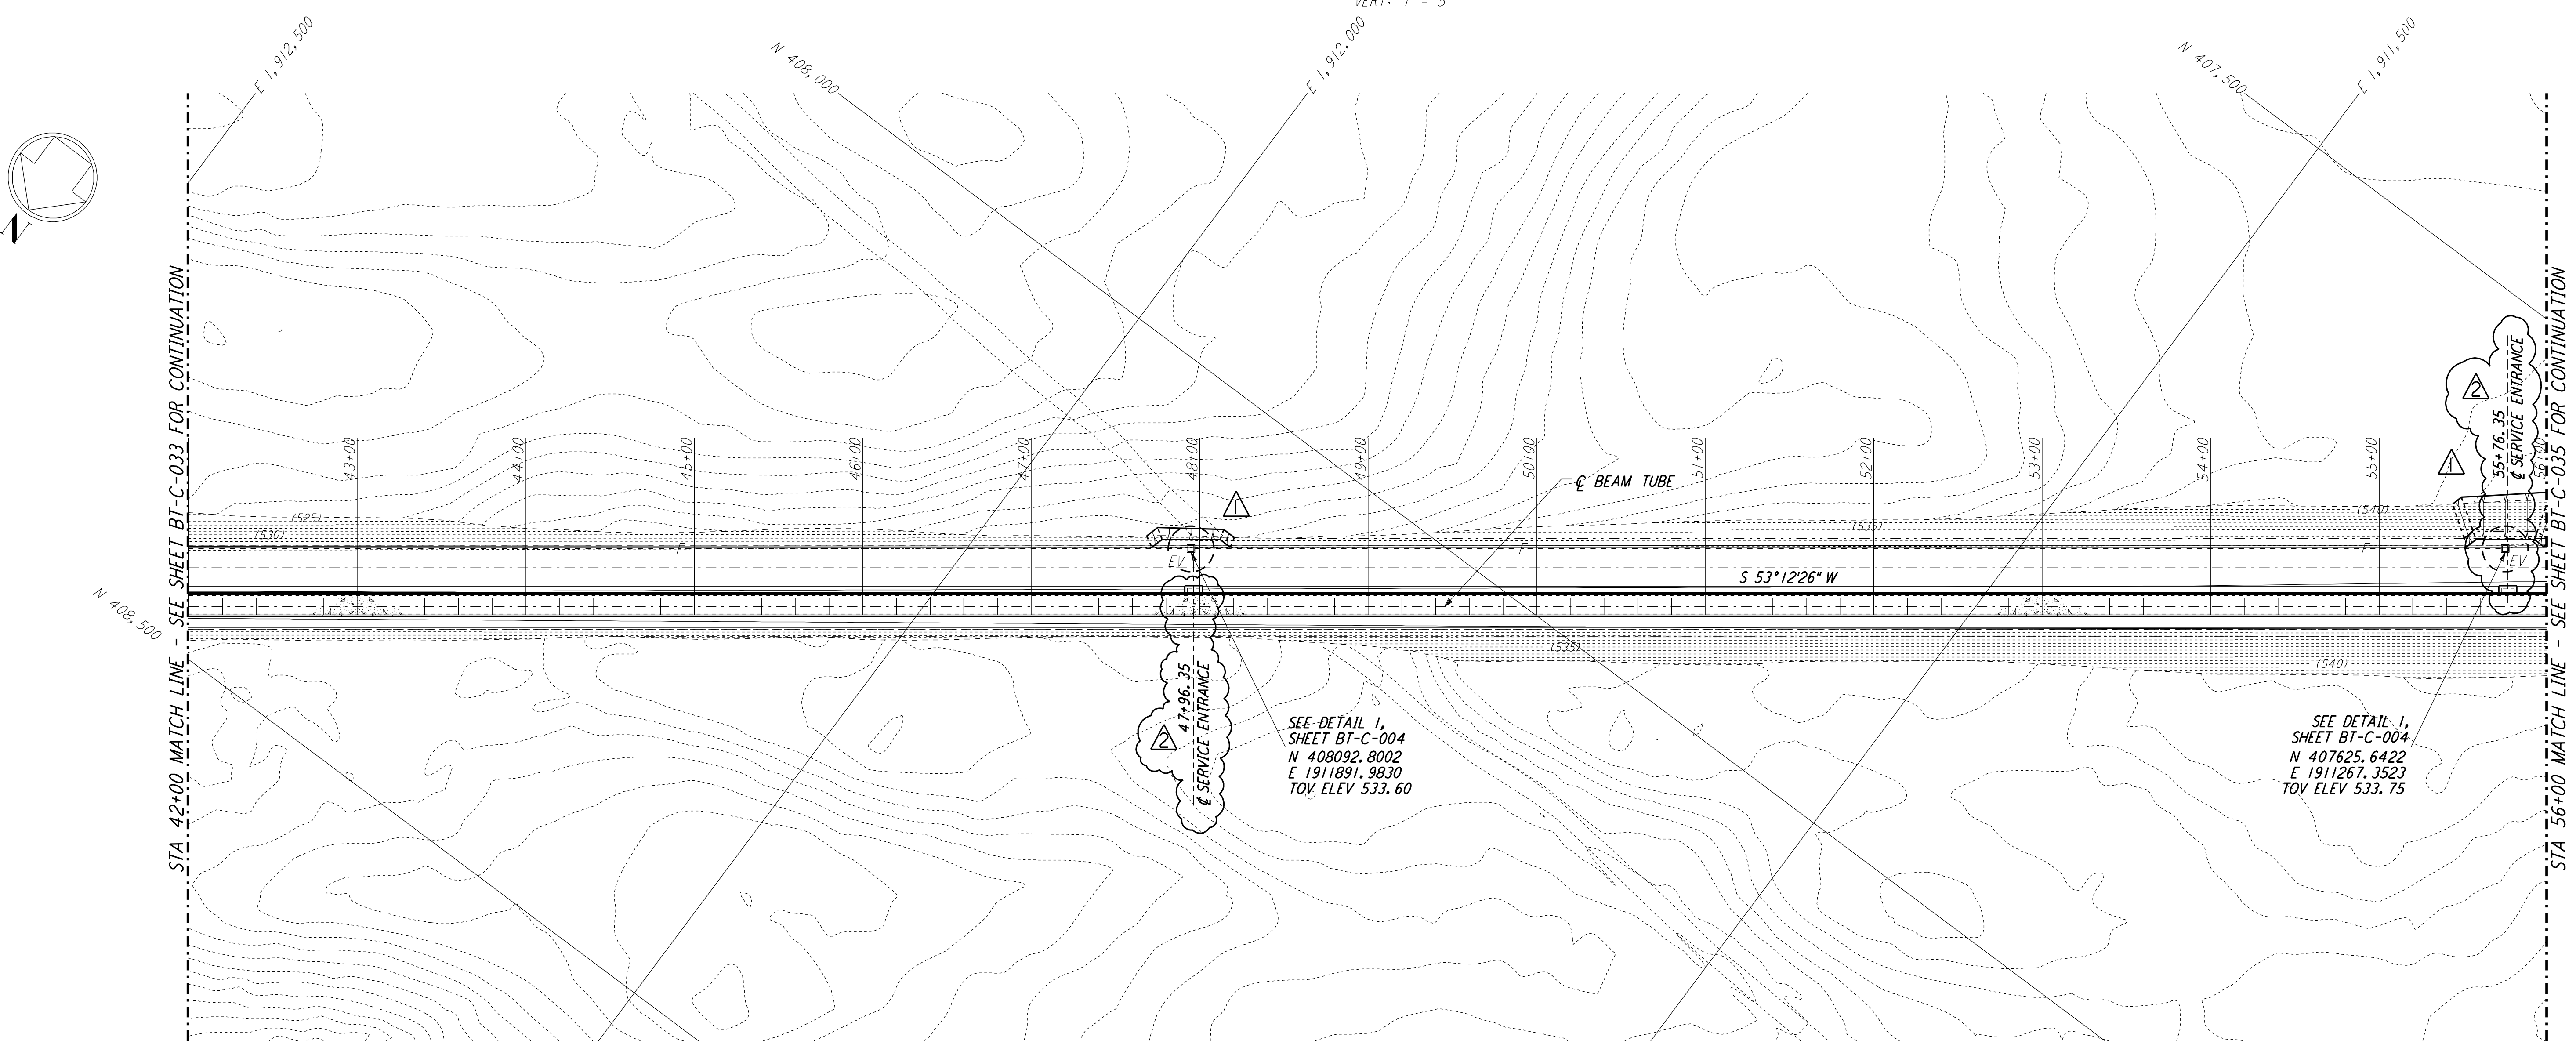 VERT. 1" = 5'
E 1,912,500
N 408,000
E 1,912,000
N 407,500
E 1,911,500
N
STA 42+00 MATCH LINE - SEE SHEET BT-C-033 FOR CONTINUATION
43+00
44+00
45+00
46+00
47+00
48+00
49+00
50+00
51+00
52+00
53+00
54+00
55+00
56+00
℄ BEAM TUBE
1
2
55+76.35
℄ SERVICE ENTRANCE
1
(525)
(530)
(535)
(540)
E
E
E
EV
EV
S 53°12'26" W
N 408,500
(535)
(540)
47+96.35
℄ SERVICE ENTRANCE
2
SEE DETAIL 1,
SHEET BT-C-004
N 408092.8002
E 1911891.9830
TOV ELEV 533.60
SEE DETAIL 1,
SHEET BT-C-004
N 407625.6422
E 1911267.3523
TOV ELEV 533.75
STA 56+00 MATCH LINE - SEE SHEET BT-C-035 FOR CONTINUATION